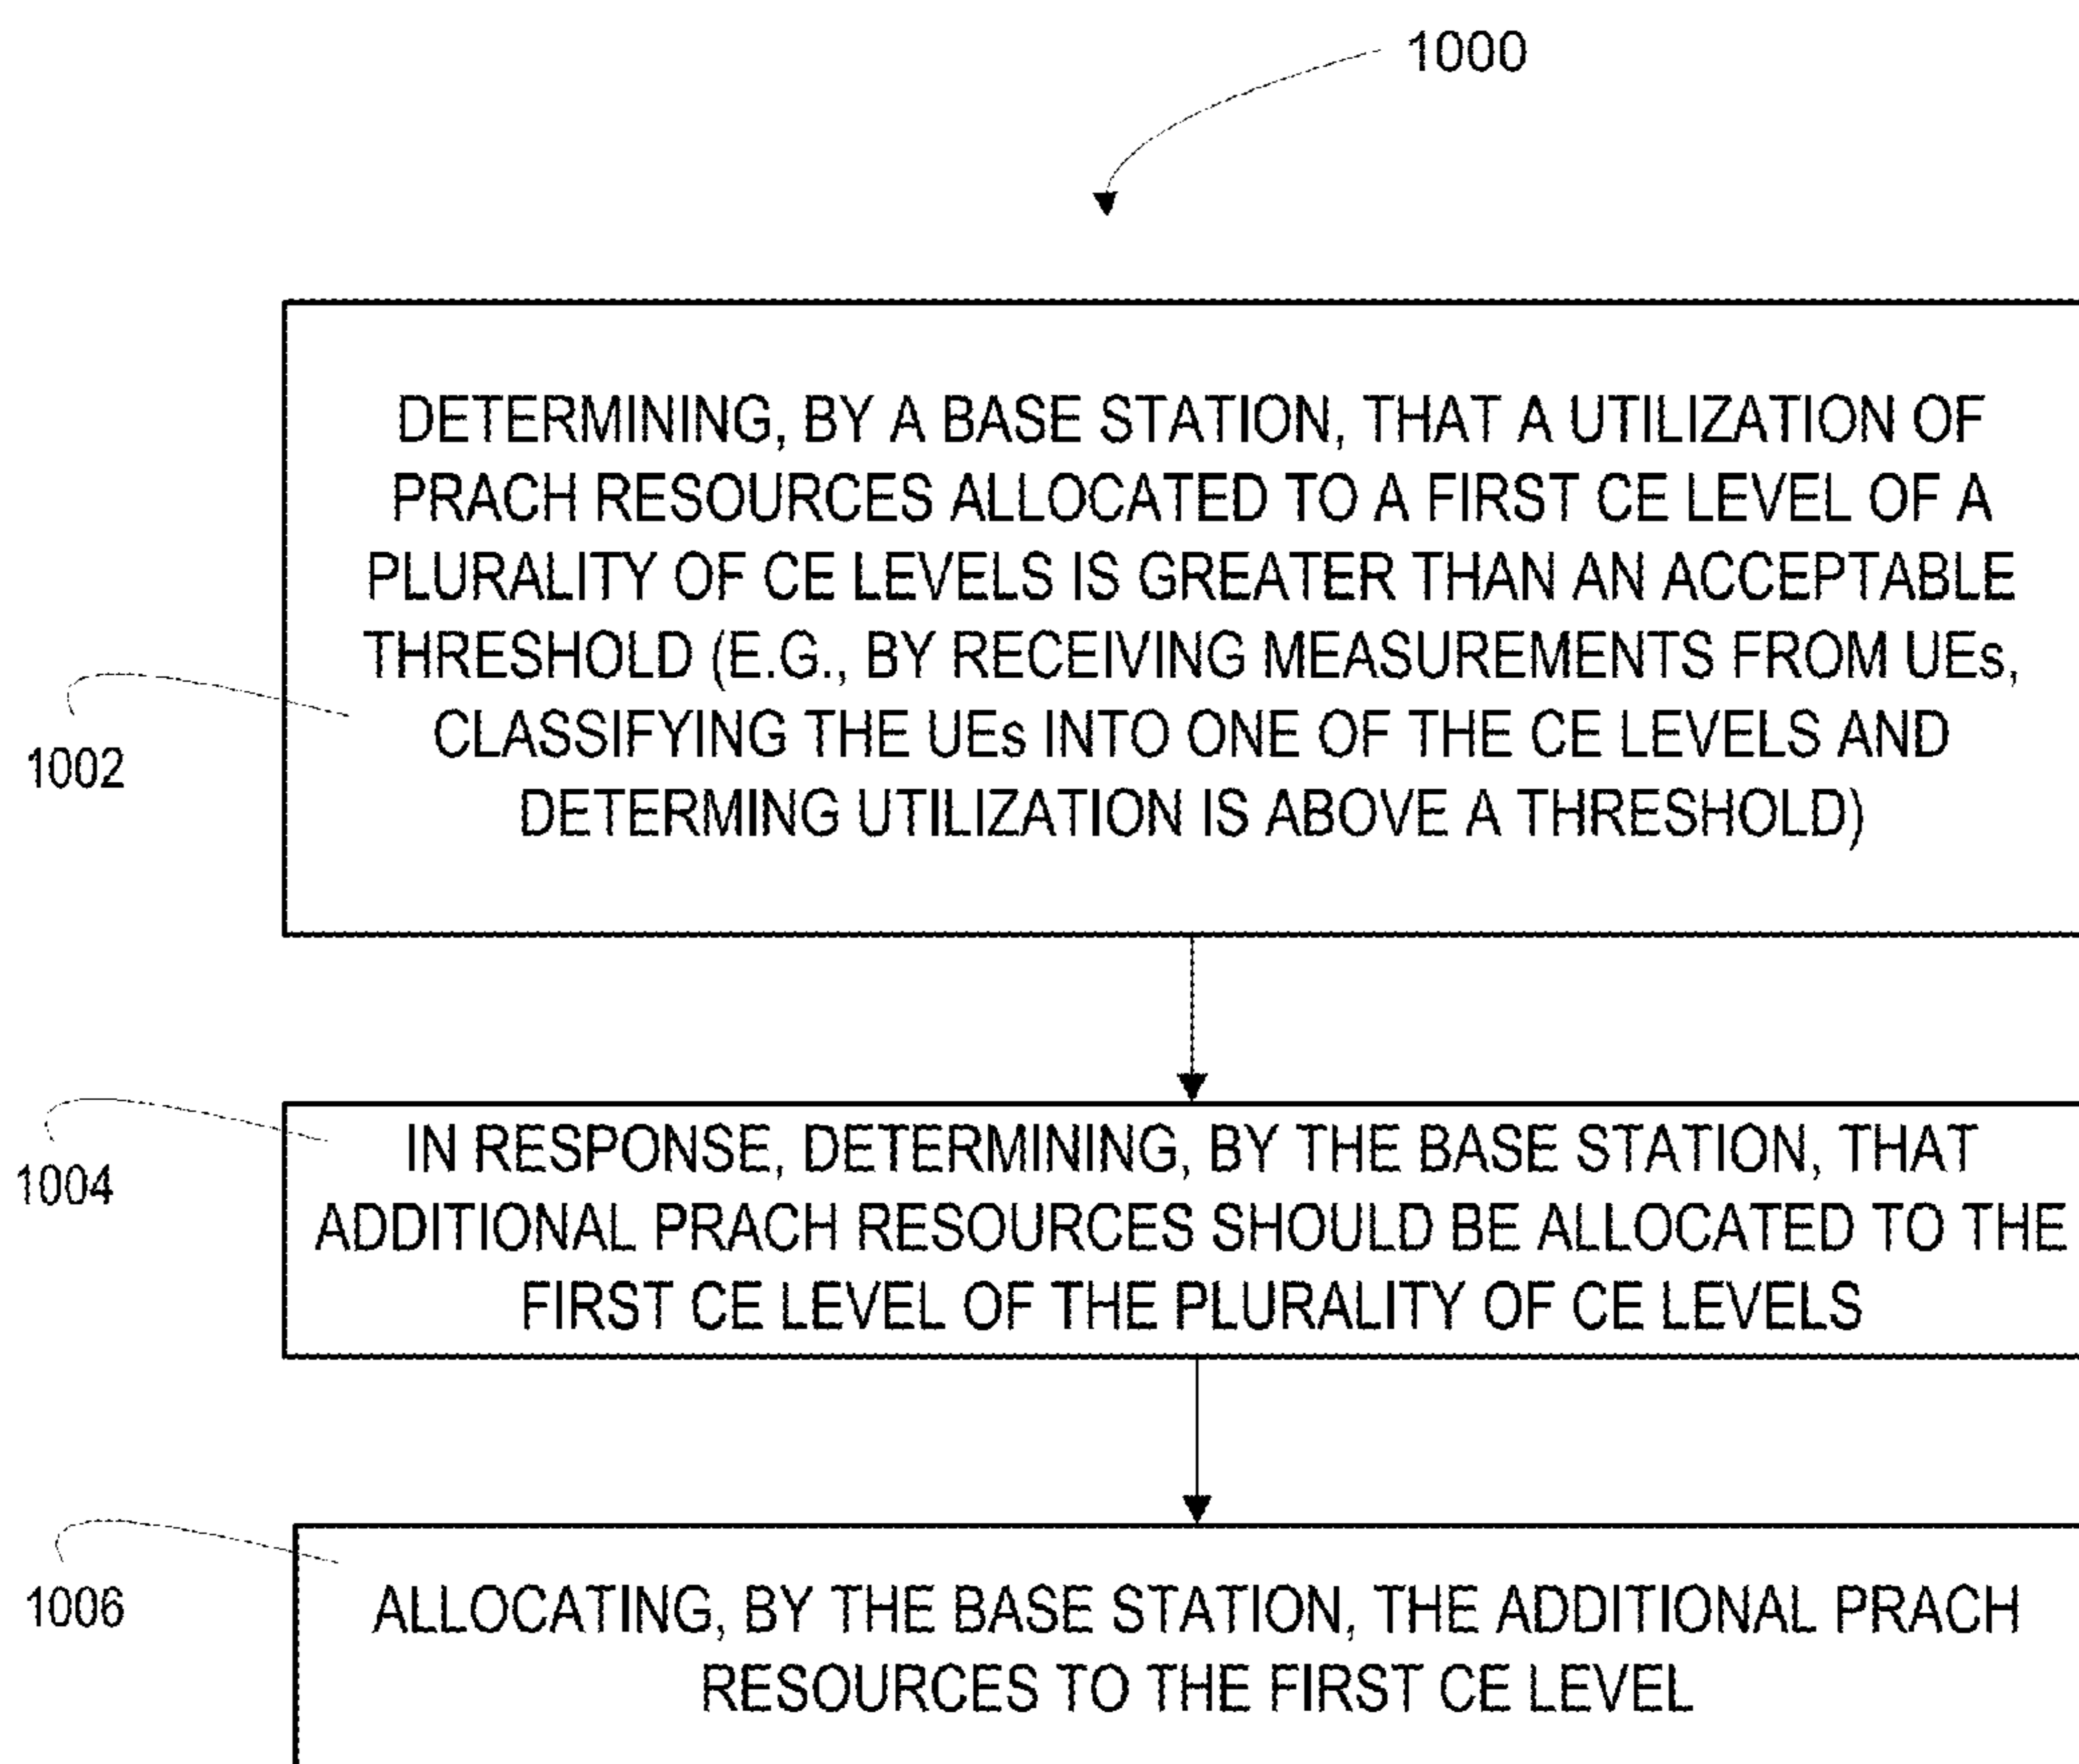 1000
DETERMINING, BY A BASE STATION, THAT A UTILIZATION OF
PRACH RESOURCES ALLOCATED TO A FIRST CE LEVEL OF A
PLURALITY OF CE LEVELS IS GREATER THAN AN ACCEPTABLE
THRESHOLD (E.G., BY RECEIVING MEASUREMENTS FROM UEs,
CLASSIFYING THE UEs INTO ONE OF THE CE LEVELS AND
DETERMING UTILIZATION IS ABOVE A THRESHOLD)
1002
IN RESPONSE, DETERMINING, BY THE BASE STATION, THAT
ADDITIONAL PRACH RESOURCES SHOULD BE ALLOCATED TO THE
FIRST CE LEVEL OF THE PLURALITY OF CE LEVELS
1004
ALLOCATING, BY THE BASE STATION, THE ADDITIONAL PRACH
RESOURCES TO THE FIRST CE LEVEL
1006